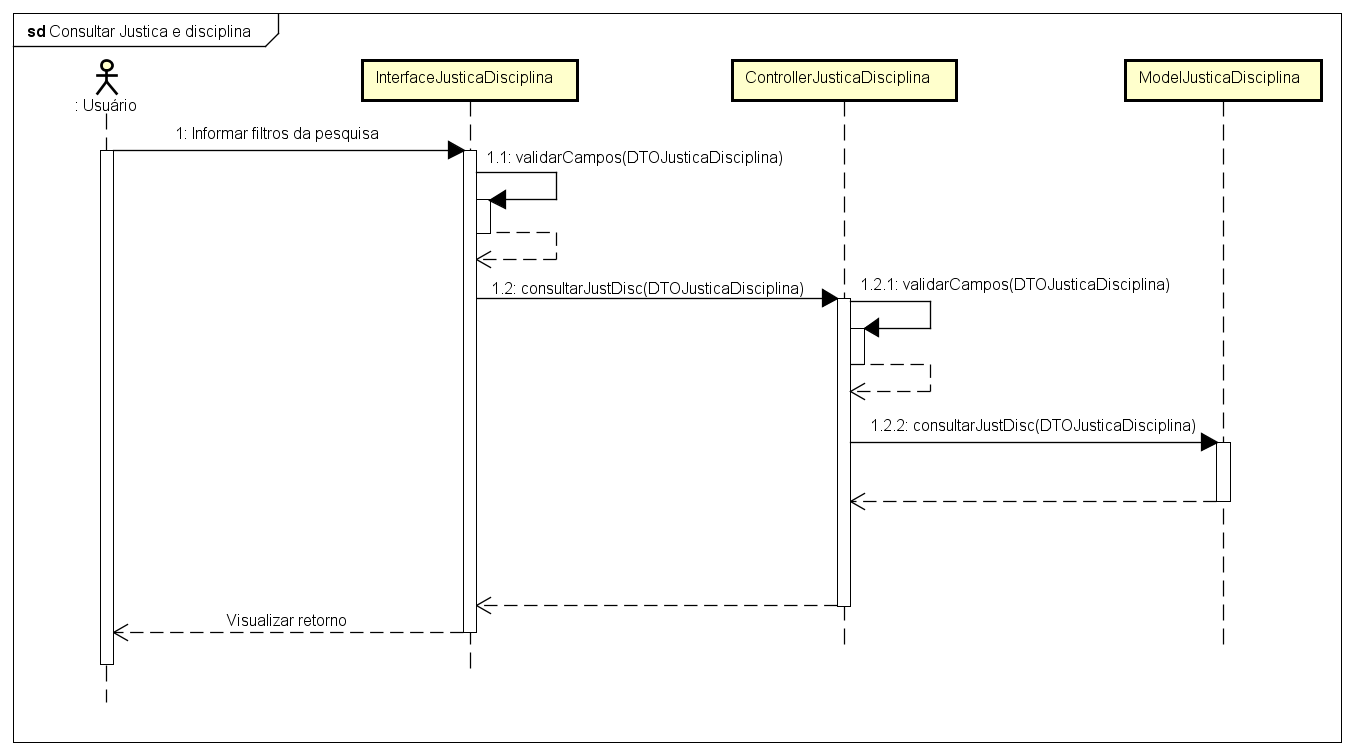 sd Consultar Justica e disciplina
: Usuário
InterfaceJusticaDisciplina
ControllerJusticaDisciplina
ModelJusticaDisciplina
1: Informar filtros da pesquisa
1.1: validarCampos(DTOJusticaDisciplina)
1.2: consultarJustDisc(DTOJusticaDisciplina)
1.2.1: validarCampos(DTOJusticaDisciplina)
1.2.2: consultarJustDisc(DTOJusticaDisciplina)
Visualizar retorno